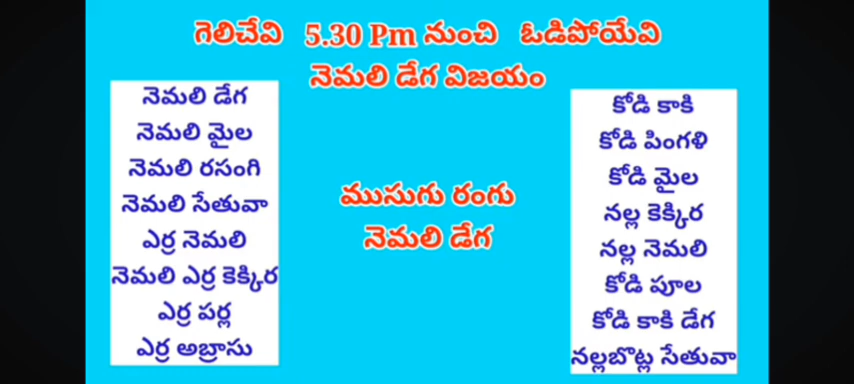 గెలిచేవి 5.30 Pm నుంచి ఓడిపోయేవి
నెమలి డేగ విజయం
నెమలి డేగ
నెమలి మైల
నెమలి రసంగి
నెమలి సేతువా
ఎర్ర నెమలి
నెమలి ఎర్ర కెక్కిర
ఎర్ర పర్ల
ఎర్ర అబ్రాసు
ముసుగు రంగు
నెమలి డేగ
కోడి కాకి
కోడి పింగళి
కోడి మైల
నల్ల కెక్కిర
నల్ల నెమలి
కోడి పూల
కోడి కాకి డేగ
నల్లబొట్ల సేతువా